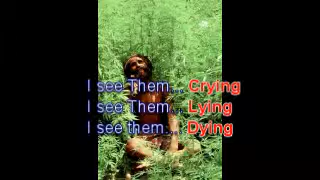 I see Them.... Crying
I see Them... Lying
I see them.... Dying